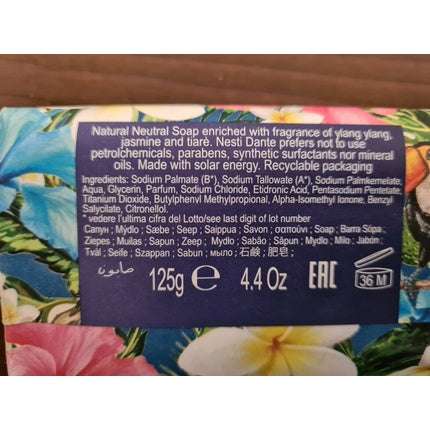 Natural Neutral Soap enriched with fragrance of ylang ylang,
jasmine and tiarè. Nesti Dante prefers not to use
petrolchemicals, parabens, synthetic surfactants nor mineral
oils. Made with solar energy. Recyclable packaging
Ingredients: Sodium Palmate (B*), Sodium Tallowate (A*), Sodium Palmkernelate,
Aqua, Glycerin, Parfum, Sodium Chloride, Etidronic Acid, Pentasodium Pentetate,
Titanium Dioxide, Butylphenyl Methylpropional, Alpha-Isomethyl Ionone, Benzyl
Salycilate, Citronellol.
* vedere l'ultima cifra del Lotto/see last digit of lot number
Сапун ; Mýdlo ; Sæbe ; Seep ; Saippua ; Savon ; σαπούνι ; Soap ; Barra Súpa ;
Ziepes ; Muilas ; Sapun ; Zeep ; Mydło ; Sabão ; Săpun ; Mydlo ; Milo ; Jabón ;
Tvål ; Seife ; Szappan ; Sabun ; мыло ; 石鹸 ; 肥皂 ;
صابون 125g ℮ 4.4 Oz EAC 36 M